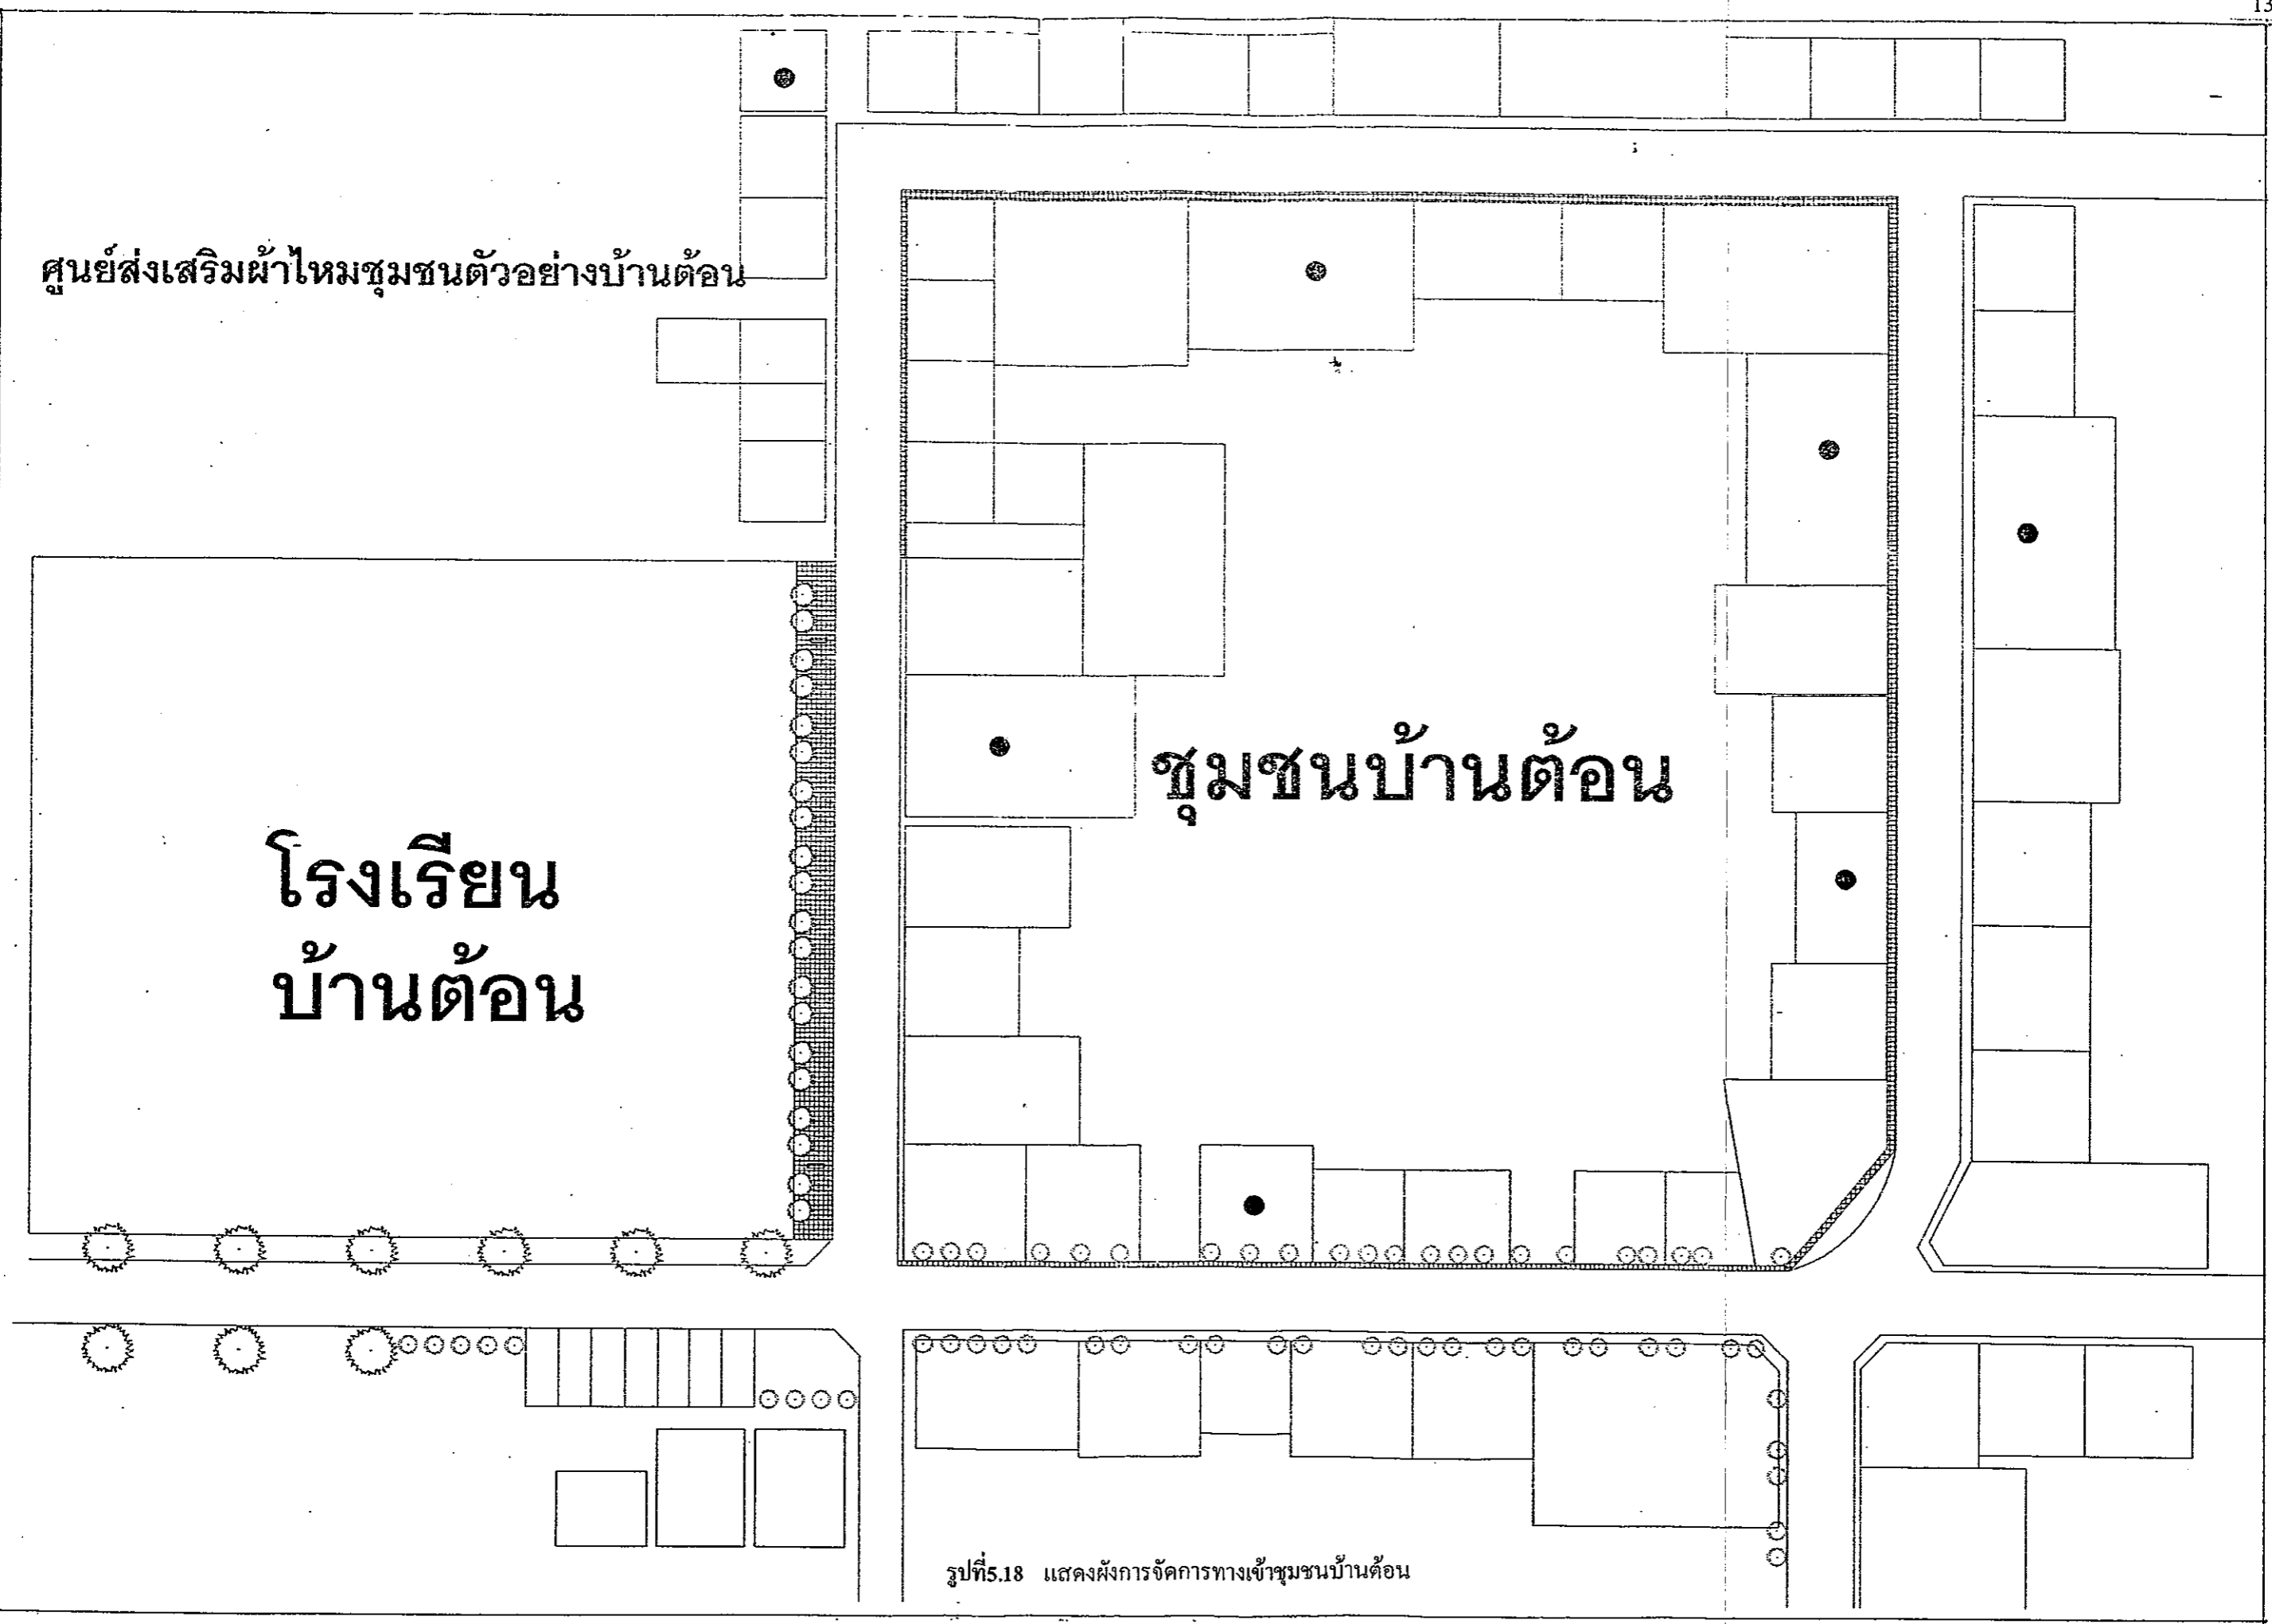 ศูนย์ส่งเสริมผ้าไหมชุมชนตัวอย่างบ้านต้อน
ชุมชนบ้านต้อน
โรงเรียน
บ้านต้อน
รูปที่5.18 แสดงผังการจัดการทางเข้าชุมชนบ้านต้อน